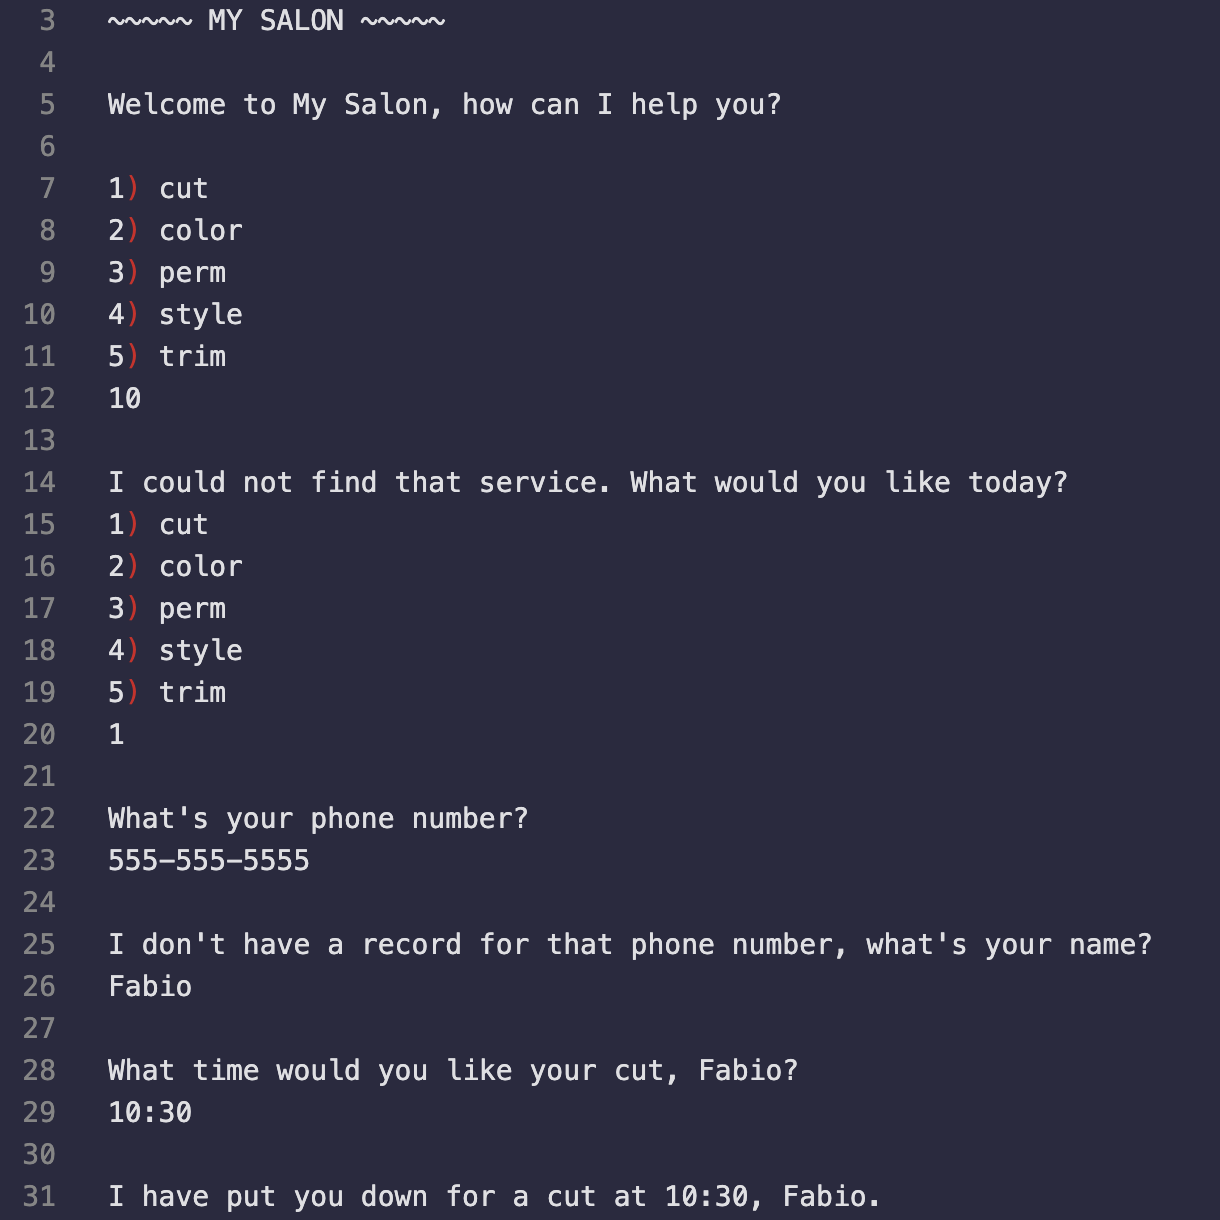 3 ~~~~~ MY SALON ~~~~~
4
5 Welcome to My Salon, how can I help you?
6
7 1) cut
8 2) color
9 3) perm
10 4) style
11 5) trim
12 10
13
14 I could not find that service. What would you like today?
15 1) cut
16 2) color
17 3) perm
18 4) style
19 5) trim
20 1
21
22 What's your phone number?
23 555-555-5555
24
25 I don't have a record for that phone number, what's your name?
26 Fabio
27
28 What time would you like your cut, Fabio?
29 10:30
30
31 I have put you down for a cut at 10:30, Fabio.